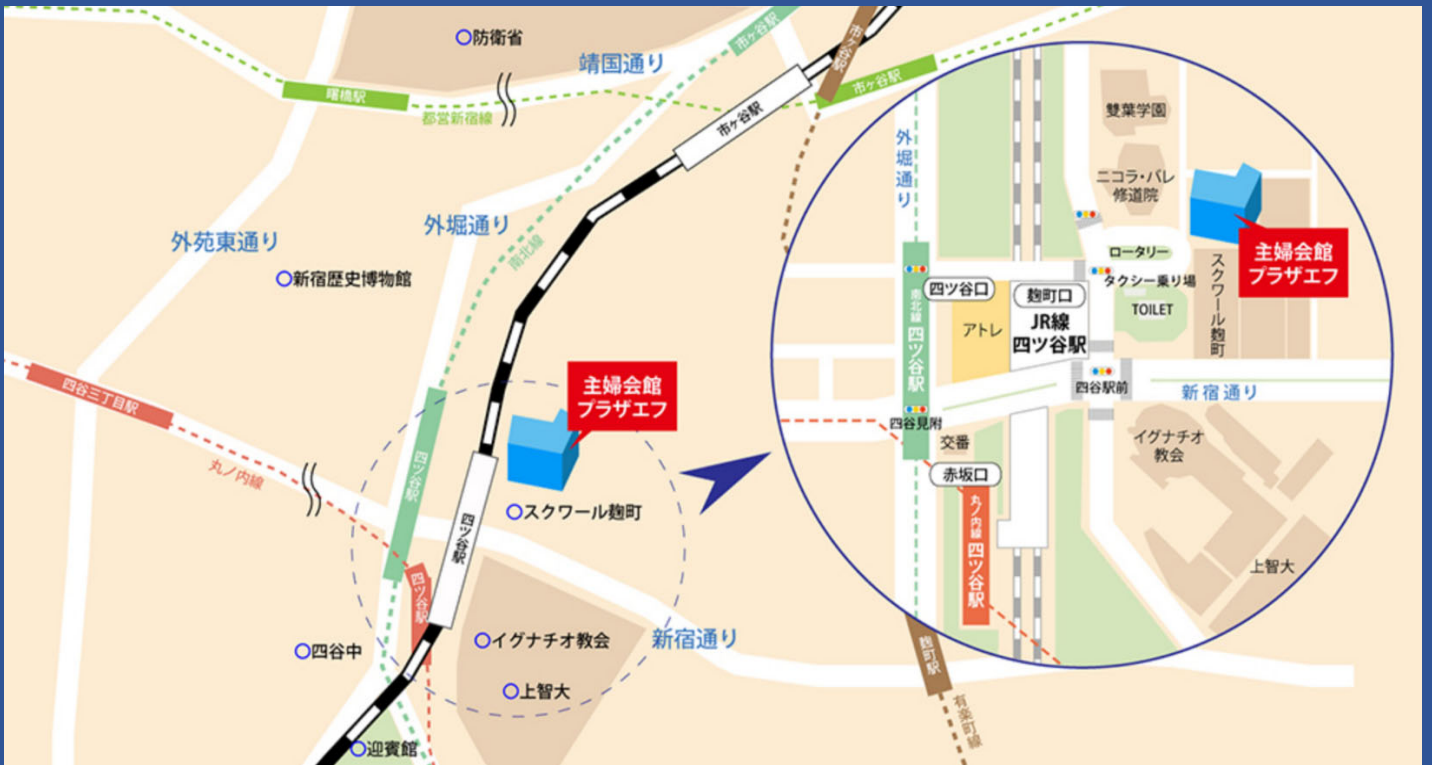 防衛省
靖国通り
市ヶ谷駅
市ヶ谷駅
曙橋駅
都営新宿線
市ヶ谷駅
市ヶ谷駅
外堀通り
南北線
外苑東通り
新宿歴史博物館
四谷三丁目駅
丸ノ内線
主婦会館
プラザエフ
四ツ谷駅
四ツ谷駅
四ツ谷駅
スクワール麹町
四谷中
イグナチオ教会
新宿通り
上智大
迎賓館
麹町駅
有楽町線
外堀通り
雙葉学園
ニコラ・バレ
修道院
主婦会館
プラザエフ
ロータリー
タクシー乗り場
TOILET
スクワール麹町
四ツ谷口
麹町口
アトレ
JR線
四ツ谷駅
南北線 四ツ谷駅
四谷駅前
新宿通り
四谷見附
交番
赤坂口
丸ノ内線 四ツ谷駅
イグナチオ
教会
上智大